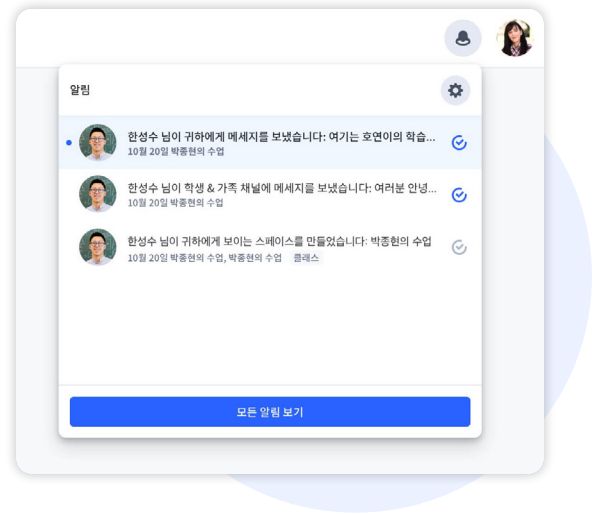 알림
한성수 님이 귀하에게 메세지를 보냈습니다: 여기는 호연이의 학습...
10월 20일 박종현의 수업
한성수 님이 학생 & 가족 채널에 메세지를 보냈습니다: 여러분 안녕...
10월 20일 박종현의 수업
한성수 님이 귀하에게 보이는 스페이스를 만들었습니다: 박종현의 수업
10월 20일 박종현의 수업, 박종현의 수업 클래스
모든 알림 보기